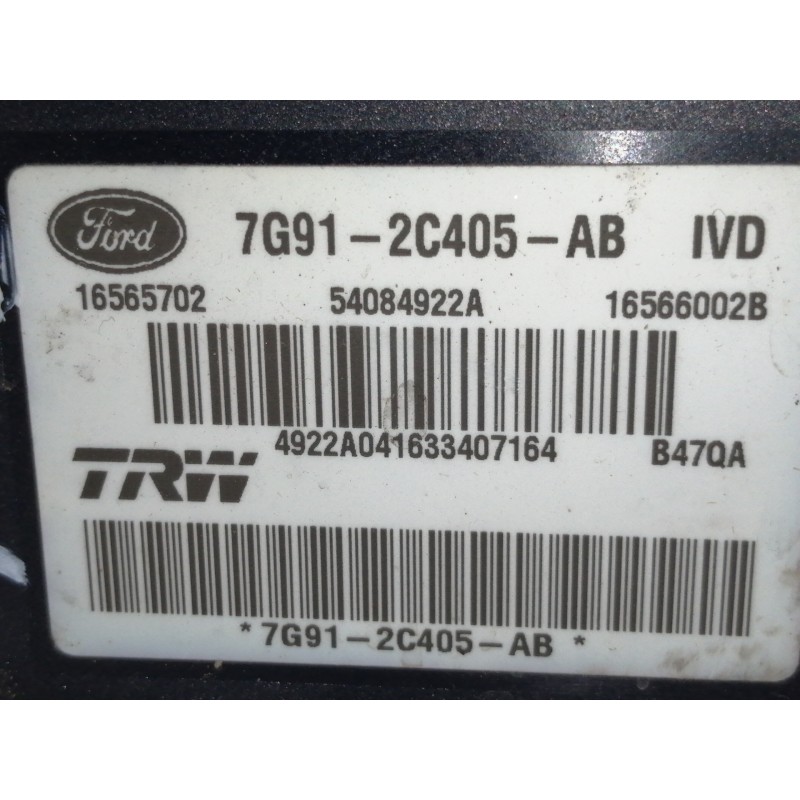 Ford 7G91-2C405-AB IVD
16565702 54084922A 16566002B
4922A041633407164 B47QA
TRW
*7G91-2C405-AB*